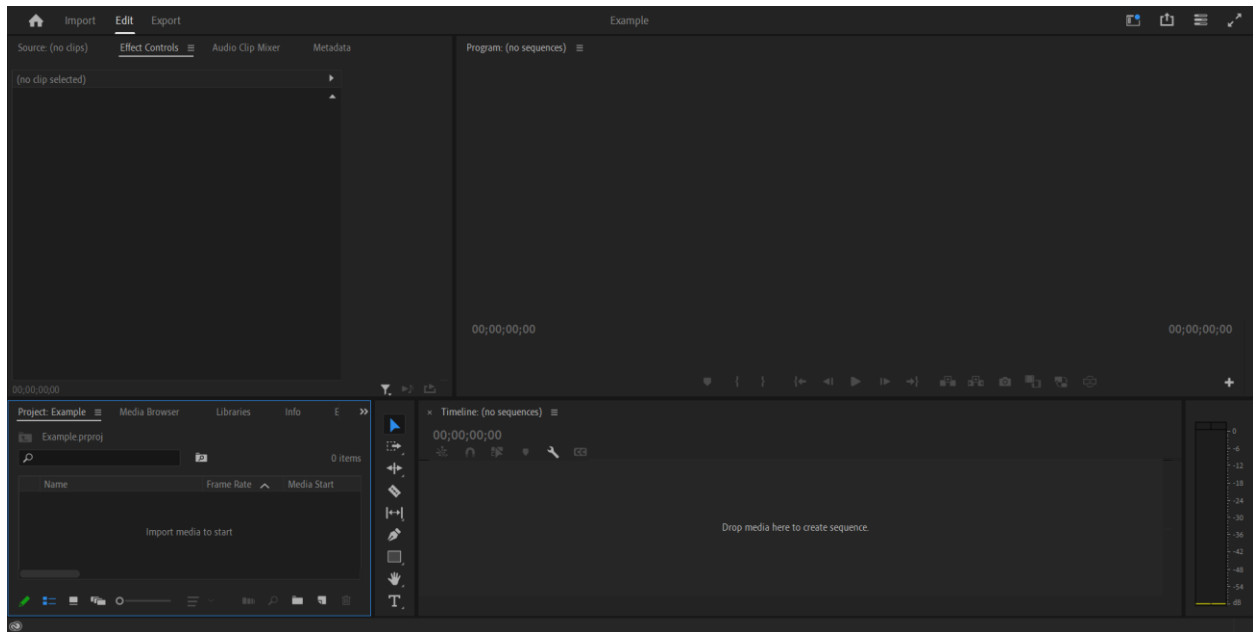 Import Edit Export Example
Source: (no clips) Effect Controls Audio Clip Mixer Metadata
Program: (no sequences)
(no clip selected)
00;00;00;00 00;00;00;00
00;00;00;00
Project: Example Media Browser Libraries Info E
Example.prproj
0 items
Name Frame Rate Media Start
Import media to start
Timeline: (no sequences)
00;00;00;00
CC
Drop media here to create sequence.
T
0
-6
-12
-18
-24
-30
-36
-42
-48
-54
dB